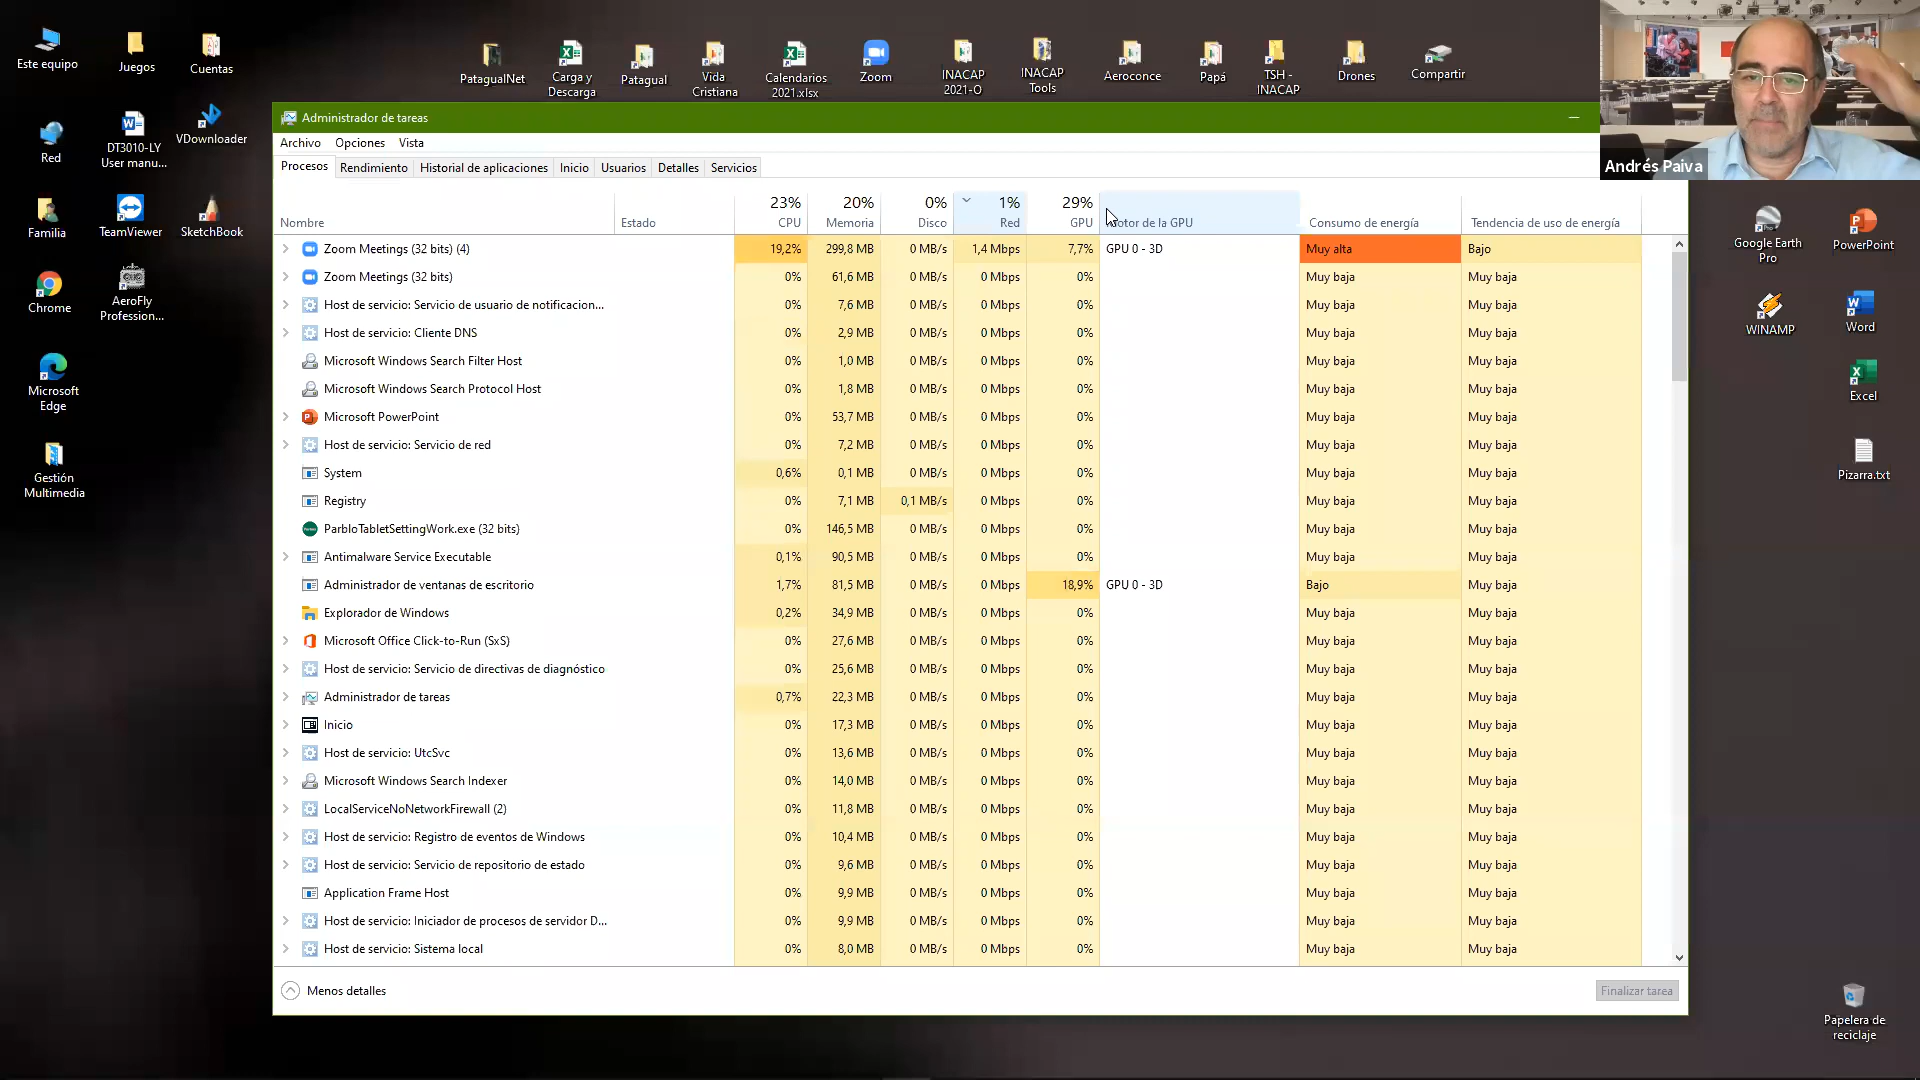 Este equipo
Juegos
Cuentas
PatagualNet
Carga y
Descarga
Patagual
Vida
Cristiana
Calendarios
2021.xlsx
Zoom
INACAP
2021-O
INACAP
Tools
Aeroconce
Papá
TSH -
INACAP
Drones
Compartir
Andrés Paiva
Red
DT3010-LY
User manu...
VDownloader
Familia
TeamViewer
SketchBook
Chrome
AeroFly
Profession...
Microsoft
Edge
Gestión
Multimedia
Google Earth
Pro
PowerPoint
WINAMP
Word
Excel
Pizarra.txt
Papelera de
reciclaje
Administrador de tareas
Archivo Opciones Vista
Procesos Rendimiento Historial de aplicaciones Inicio Usuarios Detalles Servicios
23% 20% 0% 1% 29%
Nombre Estado CPU Memoria Disco Red GPU otor de la GPU Consumo de energía Tendencia de uso de energía
Zoom Meetings (32 bits) (4) 19,2% 299,8 MB 0 MB/s 1,4 Mbps 7,7% GPU 0 - 3D Muy alta Bajo
Zoom Meetings (32 bits) 0% 61,6 MB 0 MB/s 0 Mbps 0% Muy baja Muy baja
Host de servicio: Servicio de usuario de notificacion... 0% 7,6 MB 0 MB/s 0 Mbps 0% Muy baja Muy baja
Host de servicio: Cliente DNS 0% 2,9 MB 0 MB/s 0 Mbps 0% Muy baja Muy baja
Microsoft Windows Search Filter Host 0% 1,0 MB 0 MB/s 0 Mbps 0% Muy baja Muy baja
Microsoft Windows Search Protocol Host 0% 1,8 MB 0 MB/s 0 Mbps 0% Muy baja Muy baja
Microsoft PowerPoint 0% 53,7 MB 0 MB/s 0 Mbps 0% Muy baja Muy baja
Host de servicio: Servicio de red 0% 7,2 MB 0 MB/s 0 Mbps 0% Muy baja Muy baja
System 0,6% 0,1 MB 0 MB/s 0 Mbps 0% Muy baja Muy baja
Registry 0% 7,1 MB 0,1 MB/s 0 Mbps 0% Muy baja Muy baja
ParbloTabletSettingWork.exe (32 bits) 0% 146,5 MB 0 MB/s 0 Mbps 0% Muy baja Muy baja
Antimalware Service Executable 0,1% 90,5 MB 0 MB/s 0 Mbps 0% Muy baja Muy baja
Administrador de ventanas de escritorio 1,7% 81,5 MB 0 MB/s 0 Mbps 18,9% GPU 0 - 3D Bajo Muy baja
Explorador de Windows 0,2% 34,9 MB 0 MB/s 0 Mbps 0% Muy baja Muy baja
Microsoft Office Click-to-Run (SxS) 0% 27,6 MB 0 MB/s 0 Mbps 0% Muy baja Muy baja
Host de servicio: Servicio de directivas de diagnóstico 0% 25,6 MB 0 MB/s 0 Mbps 0% Muy baja Muy baja
Administrador de tareas 0,7% 22,3 MB 0 MB/s 0 Mbps 0% Muy baja Muy baja
Inicio 0% 17,3 MB 0 MB/s 0 Mbps 0% Muy baja Muy baja
Host de servicio: UtcSvc 0% 13,6 MB 0 MB/s 0 Mbps 0% Muy baja Muy baja
Microsoft Windows Search Indexer 0% 14,0 MB 0 MB/s 0 Mbps 0% Muy baja Muy baja
LocalServiceNoNetworkFirewall (2) 0% 11,8 MB 0 MB/s 0 Mbps 0% Muy baja Muy baja
Host de servicio: Registro de eventos de Windows 0% 10,4 MB 0 MB/s 0 Mbps 0% Muy baja Muy baja
Host de servicio: Servicio de repositorio de estado 0% 9,6 MB 0 MB/s 0 Mbps 0% Muy baja Muy baja
Application Frame Host 0% 9,9 MB 0 MB/s 0 Mbps 0% Muy baja Muy baja
Host de servicio: Iniciador de procesos de servidor D... 0% 9,9 MB 0 MB/s 0 Mbps 0% Muy baja Muy baja
Host de servicio: Sistema local 0% 8,0 MB 0 MB/s 0 Mbps 0% Muy baja Muy baja
Menos detalles
Finalizar tarea